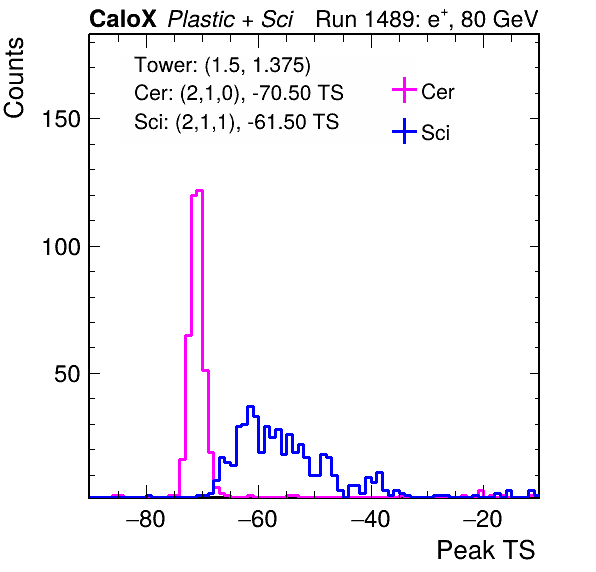 CaloX Plastic + Sci Run 1489: e+, 80 GeV
Counts
Tower: (1.5, 1.375)
Cer: (2,1,0), -70.50 TS
Sci: (2,1,1), -61.50 TS
Cer
Sci
150
100
50
−80 −60 −40 −20
Peak TS